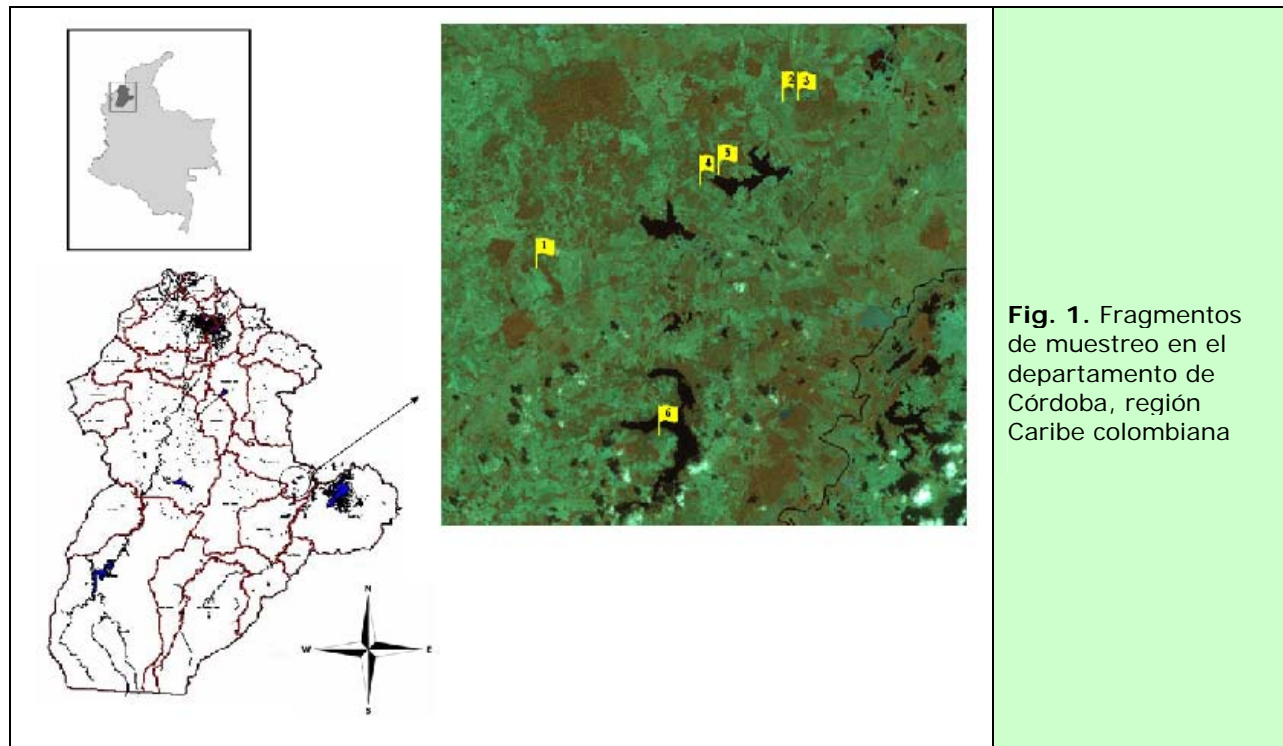 2
3
5
4
1
6
N
W
E
S
Fig. 1. Fragmentos
de muestreo en el
departamento de
Córdoba, región
Caribe colombiana